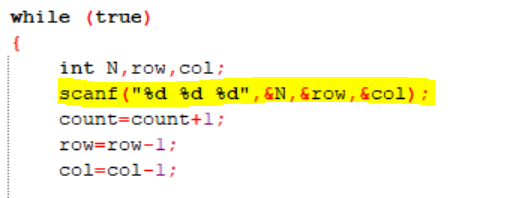 while (true)
{
int N,row,col;
scanf("%d %d %d",&N,&row,&col);
count=count+1;
row=row-1;
col=col-1;